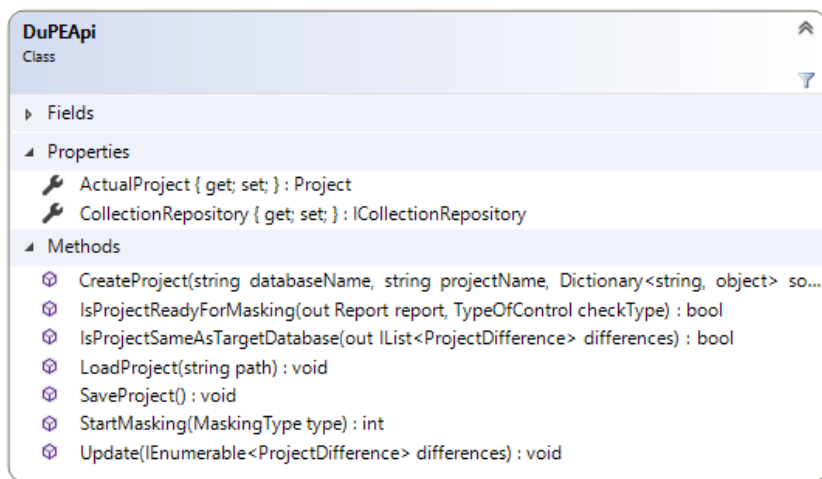 DuPEApi
Class
Fields
Properties
ActualProject { get; set; } : Project
CollectionRepository { get; set; } : ICollectionRepository
Methods
CreateProject(string databaseName, string projectName, Dictionary<string, object> so...
IsProjectReadyForMasking(out Report report, TypeOfControl checkType) : bool
IsProjectSameAsTargetDatabase(out IList<ProjectDifference> differences) : bool
LoadProject(string path) : void
SaveProject() : void
StartMasking(MaskingType type) : int
Update(IEnumerable<ProjectDifference> differences) : void